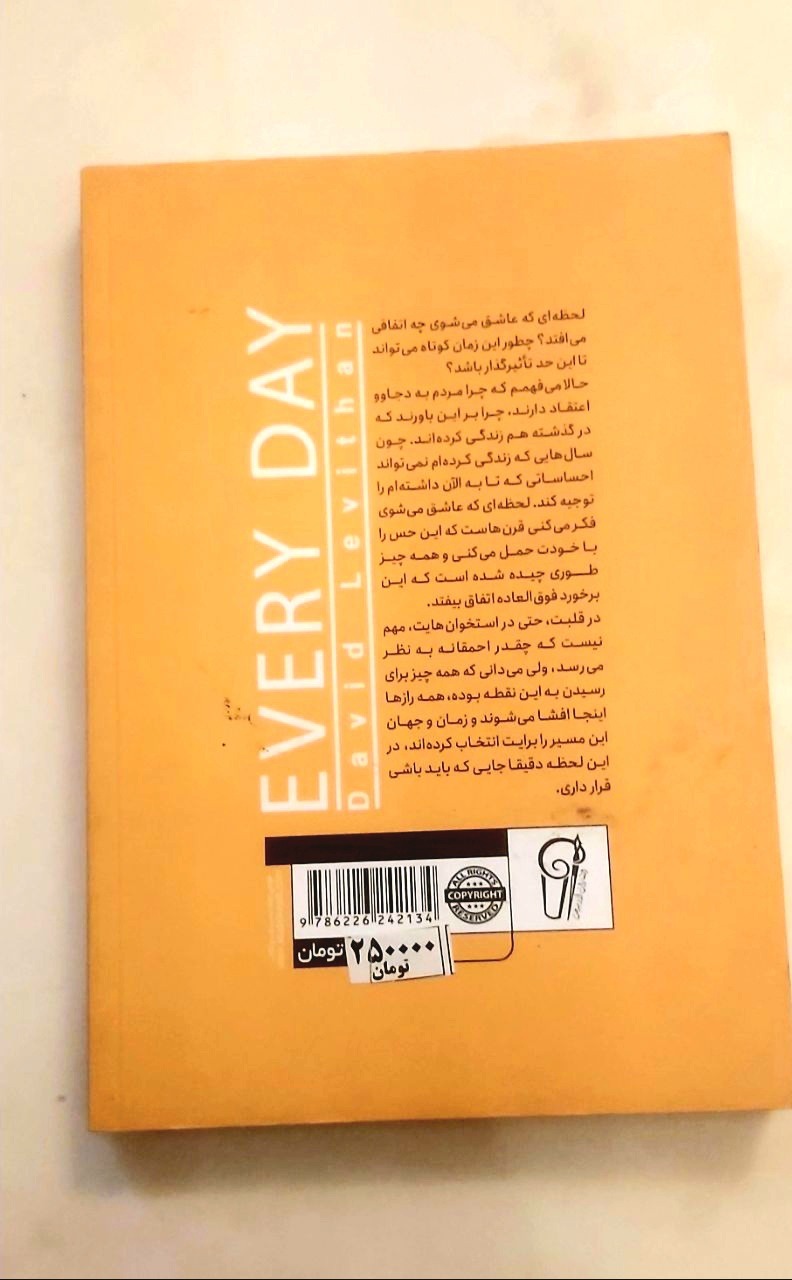 EVERY DAY
David Levithan
لحظه‌ای که عاشق می‌شوی چه اتفاقی
می‌افتد؟ چطور این زمان کوتاه می‌تواند
تا این حد تأثیرگذار باشد؟
حالا می‌فهمم که چرا مردم به دجاوو
اعتقاد دارند، چرا بر این باورند که
در گذشته هم زندگی کرده‌اند. چون
سال‌هایی که زندگی کرده‌ام نمی‌تواند
احساساتی که تا به الآن داشته‌ام را
توجیه کند. لحظه‌ای که عاشق می‌شوی
فکر می‌کنی قرن‌هاست که این حس را
با خودت حمل می‌کنی و همه چیز
طوری چیده شده است که این
برخورد فوق‌العاده اتفاق بیفتد.
در قلبت، حتی در استخوان‌هایت، مهم
نیست که چقدر احمقانه به نظر
می‌رسد، ولی می‌دانی که همه چیز برای
رسیدن به این نقطه بوده، همه رازها
اینجا افشا می‌شوند و زمان و جهان
این مسیر را برایت انتخاب کرده‌اند، در
این لحظه دقیقا جایی که باید باشی
قرار داری.
ALL RIGHTS
COPYRIGHT
RESERVED
9 786226 242134
۲۵۰۰۰۰ تومان
تومان